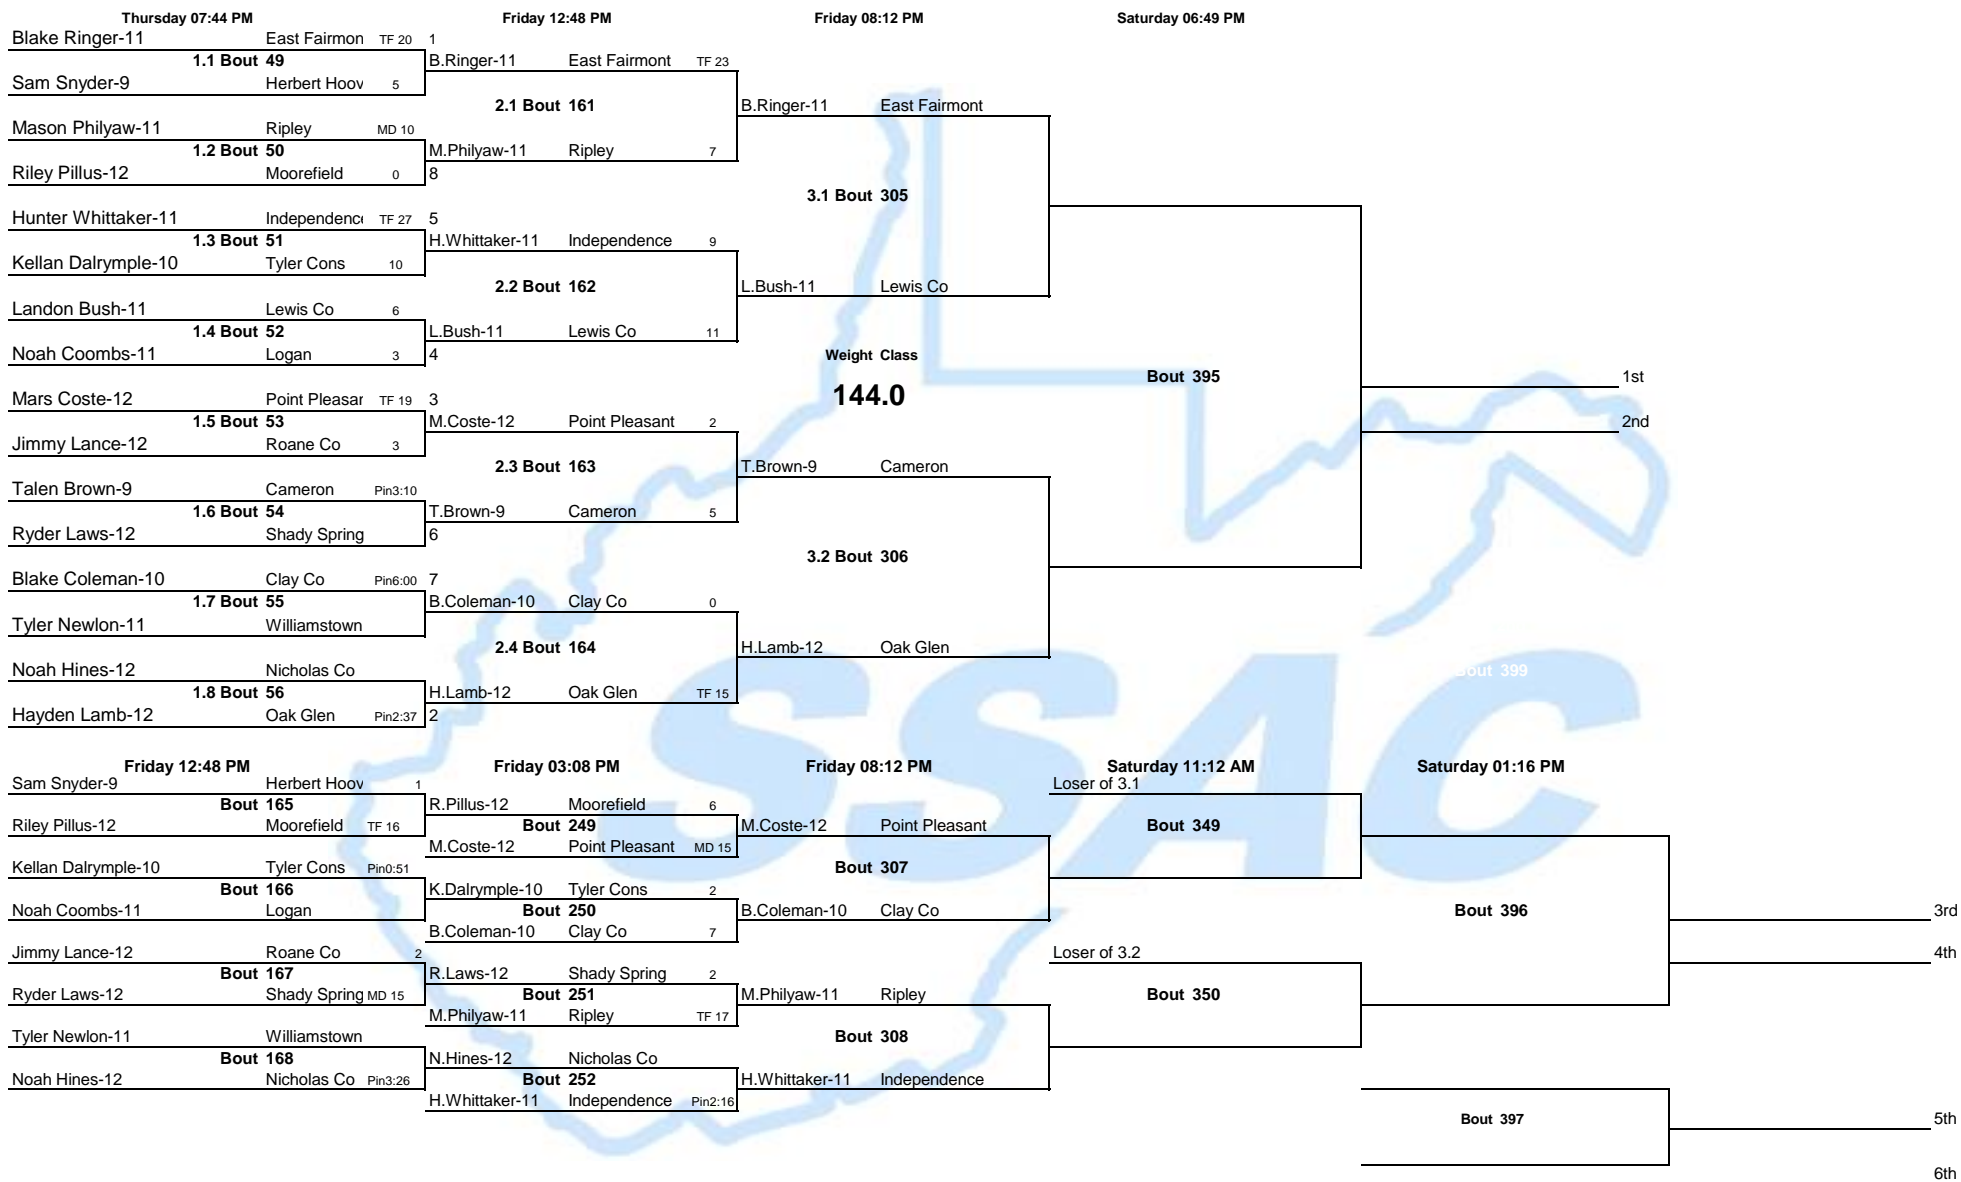 Thursday 07:44 PM Friday 12:48 PM Friday 08:12 PM Saturday 06:49 PM
Blake Ringer-11 East Fairmon TF 20 1
1.1 Bout 49 B.Ringer-11 East Fairmont TF 23
Sam Snyder-9 Herbert Hoov 5
2.1 Bout 161 B.Ringer-11 East Fairmont
Mason Philyaw-11 Ripley MD 10
1.2 Bout 50 M.Philyaw-11 Ripley 7
Riley Pillus-12 Moorefield 0 8
3.1 Bout 305
Hunter Whittaker-11 Independence TF 27 5
1.3 Bout 51 H.Whittaker-11 Independence 9
Kellan Dalrymple-10 Tyler Cons 10
2.2 Bout 162 L.Bush-11 Lewis Co
Landon Bush-11 Lewis Co 6
1.4 Bout 52 L.Bush-11 Lewis Co 11
Noah Coombs-11 Logan 3 4 Weight Class
Bout 395 1st
Mars Coste-12 Point Pleasar TF 19 3 144.0
1.5 Bout 53 M.Coste-12 Point Pleasant 2 2nd
Jimmy Lance-12 Roane Co 3
2.3 Bout 163 T.Brown-9 Cameron
Talen Brown-9 Cameron Pin3:10
1.6 Bout 54 T.Brown-9 Cameron 5
Ryder Laws-12 Shady Spring 6
3.2 Bout 306
Blake Coleman-10 Clay Co Pin6:00 7
1.7 Bout 55 B.Coleman-10 Clay Co 0
Tyler Newlon-11 Williamstown
2.4 Bout 164 H.Lamb-12 Oak Glen
Noah Hines-12 Nicholas Co Bout 399
1.8 Bout 56 H.Lamb-12 Oak Glen TF 15
Hayden Lamb-12 Oak Glen Pin2:37 2
SSAC
Friday 12:48 PM Friday 03:08 PM Friday 08:12 PM Saturday 11:12 AM Saturday 01:16 PM
Sam Snyder-9 Herbert Hoov 1 Loser of 3.1
Bout 165 R.Pillus-12 Moorefield 6
Riley Pillus-12 Moorefield TF 16 Bout 249 M.Coste-12 Point Pleasant Bout 349
M.Coste-12 Point Pleasant MD 15
Kellan Dalrymple-10 Tyler Cons Pin0:51 Bout 307
Bout 166 K.Dalrymple-10 Tyler Cons 2
Noah Coombs-11 Logan Bout 250 B.Coleman-10 Clay Co Bout 396 3rd
B.Coleman-10 Clay Co 7
Jimmy Lance-12 Roane Co 2 Loser of 3.2 4th
Bout 167 R.Laws-12 Shady Spring 2
Ryder Laws-12 Shady Spring MD 15 Bout 251 M.Philyaw-11 Ripley Bout 350
M.Philyaw-11 Ripley TF 17
Tyler Newlon-11 Williamstown Bout 308
Bout 168 N.Hines-12 Nicholas Co
Noah Hines-12 Nicholas Co Pin3:26 Bout 252 H.Whittaker-11 Independence
H.Whittaker-11 Independence Pin2:16
Bout 397 5th
6th